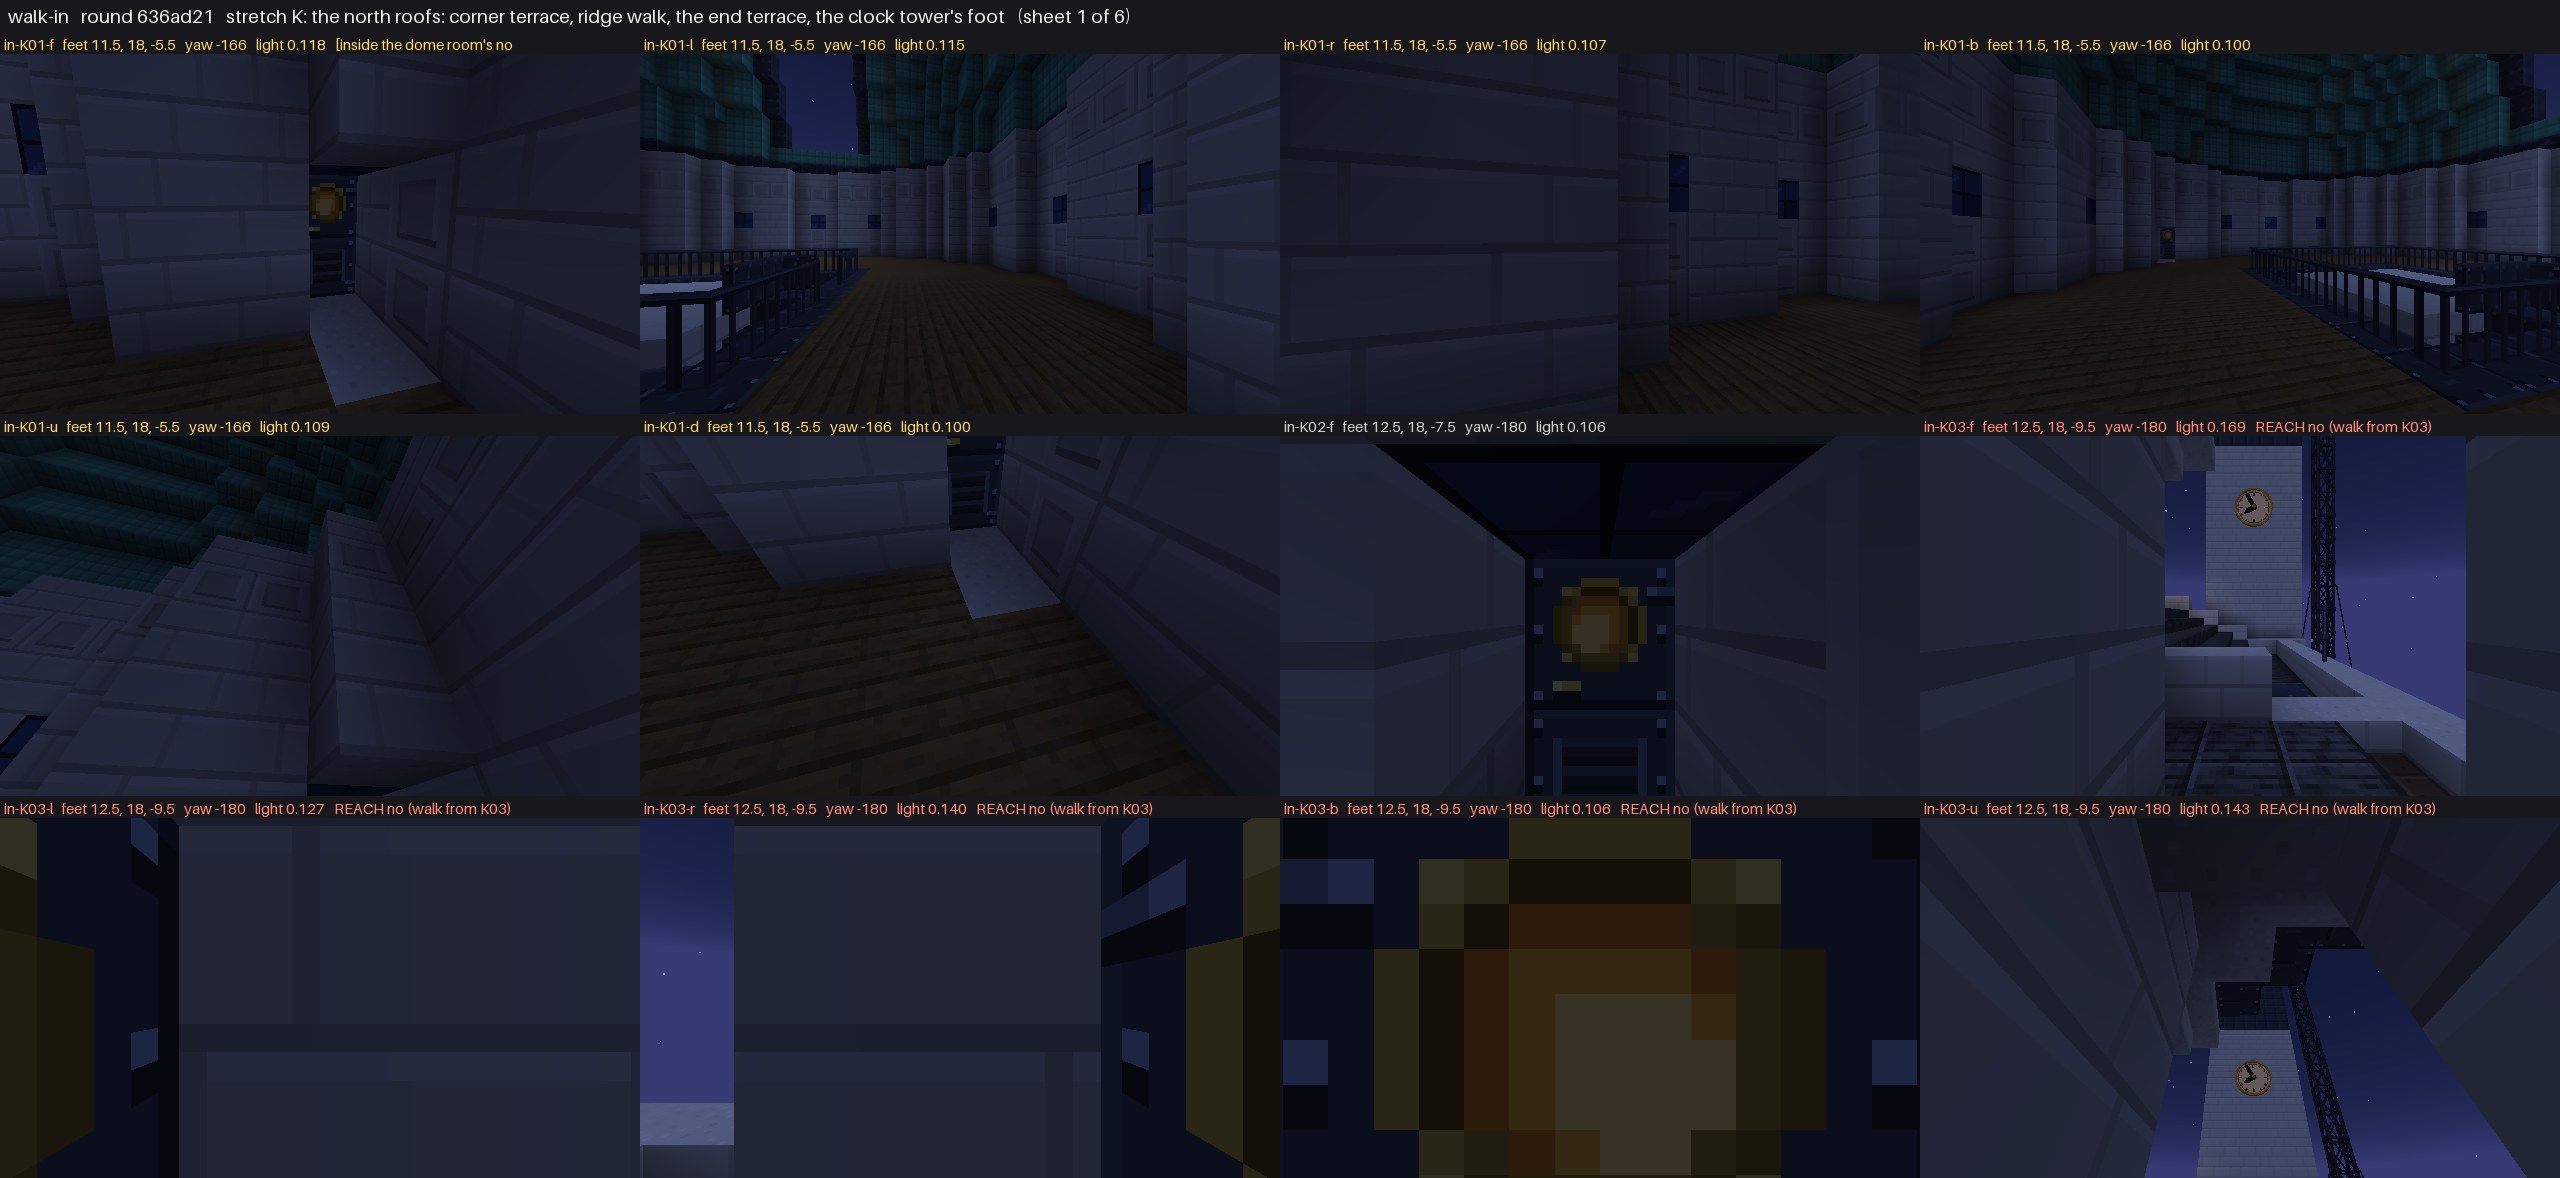 walk-in round 636ad21 stretch K: the north roofs: corner terrace, ridge walk, the end terrace, the clock tower's foot (sheet 1 of 6)
in-K01-f feet 11.5, 18, -5.5 yaw -166 light 0.118 [inside the dome room's no
in-K01-l feet 11.5, 18, -5.5 yaw -166 light 0.115
in-K01-r feet 11.5, 18, -5.5 yaw -166 light 0.107
in-K01-b feet 11.5, 18, -5.5 yaw -166 light 0.100
in-K01-u feet 11.5, 18, -5.5 yaw -166 light 0.109
in-K01-d feet 11.5, 18, -5.5 yaw -166 light 0.100
in-K02-f feet 12.5, 18, -7.5 yaw -180 light 0.106
in-K03-f feet 12.5, 18, -9.5 yaw -180 light 0.169 REACH no (walk from K03)
in-K03-l feet 12.5, 18, -9.5 yaw -180 light 0.127 REACH no (walk from K03)
in-K03-r feet 12.5, 18, -9.5 yaw -180 light 0.140 REACH no (walk from K03)
in-K03-b feet 12.5, 18, -9.5 yaw -180 light 0.106 REACH no (walk from K03)
in-K03-u feet 12.5, 18, -9.5 yaw -180 light 0.143 REACH no (walk from K03)